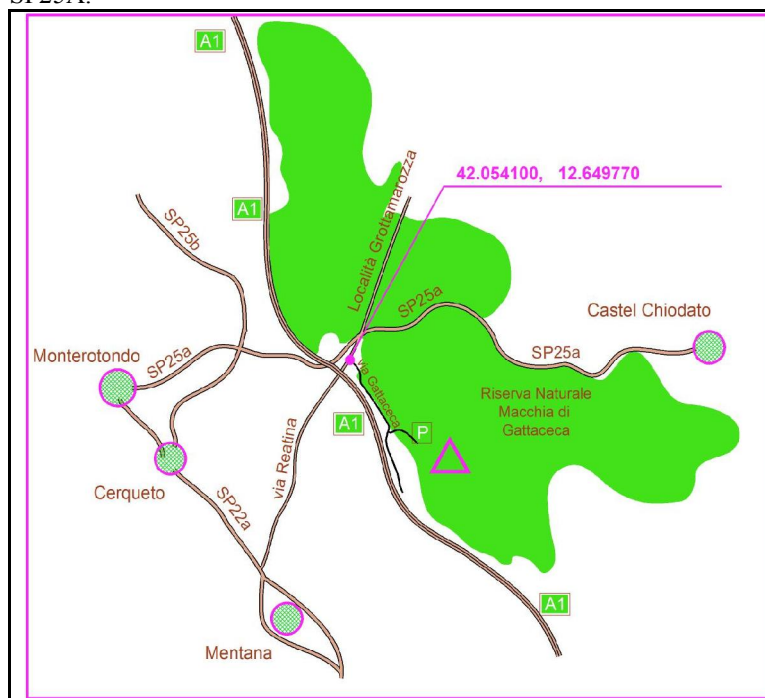 SP25A.
A1
42.054100, 12.649770
A1
Località Grottamarozza
SP25b
SP25a
Castel Chiodato
Monterotondo
SP25a
SP25a
via Gattaceca
Riserva Naturale
Macchia di
Gattaceca
A1
P
via Reatina
Cerqueto
SP22a
A1
Mentana